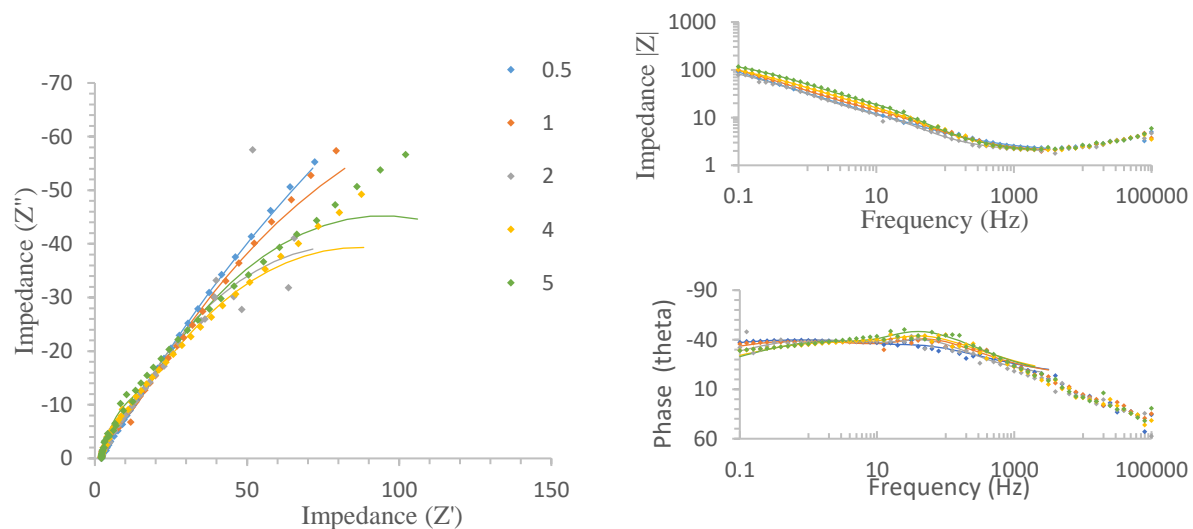 -70
-60
-50
-40
-30
-20
-10
0
0 50 100 150
Impedance (Z")
Impedance (Z')
0.5
1
2
4
5
1000
100
10
1
0.1 10 1000 100000
Impedance |Z|
Frequency (Hz)
-90
-40
10
60
0.1 10 1000 100000
Phase (theta)
Frequency (Hz)